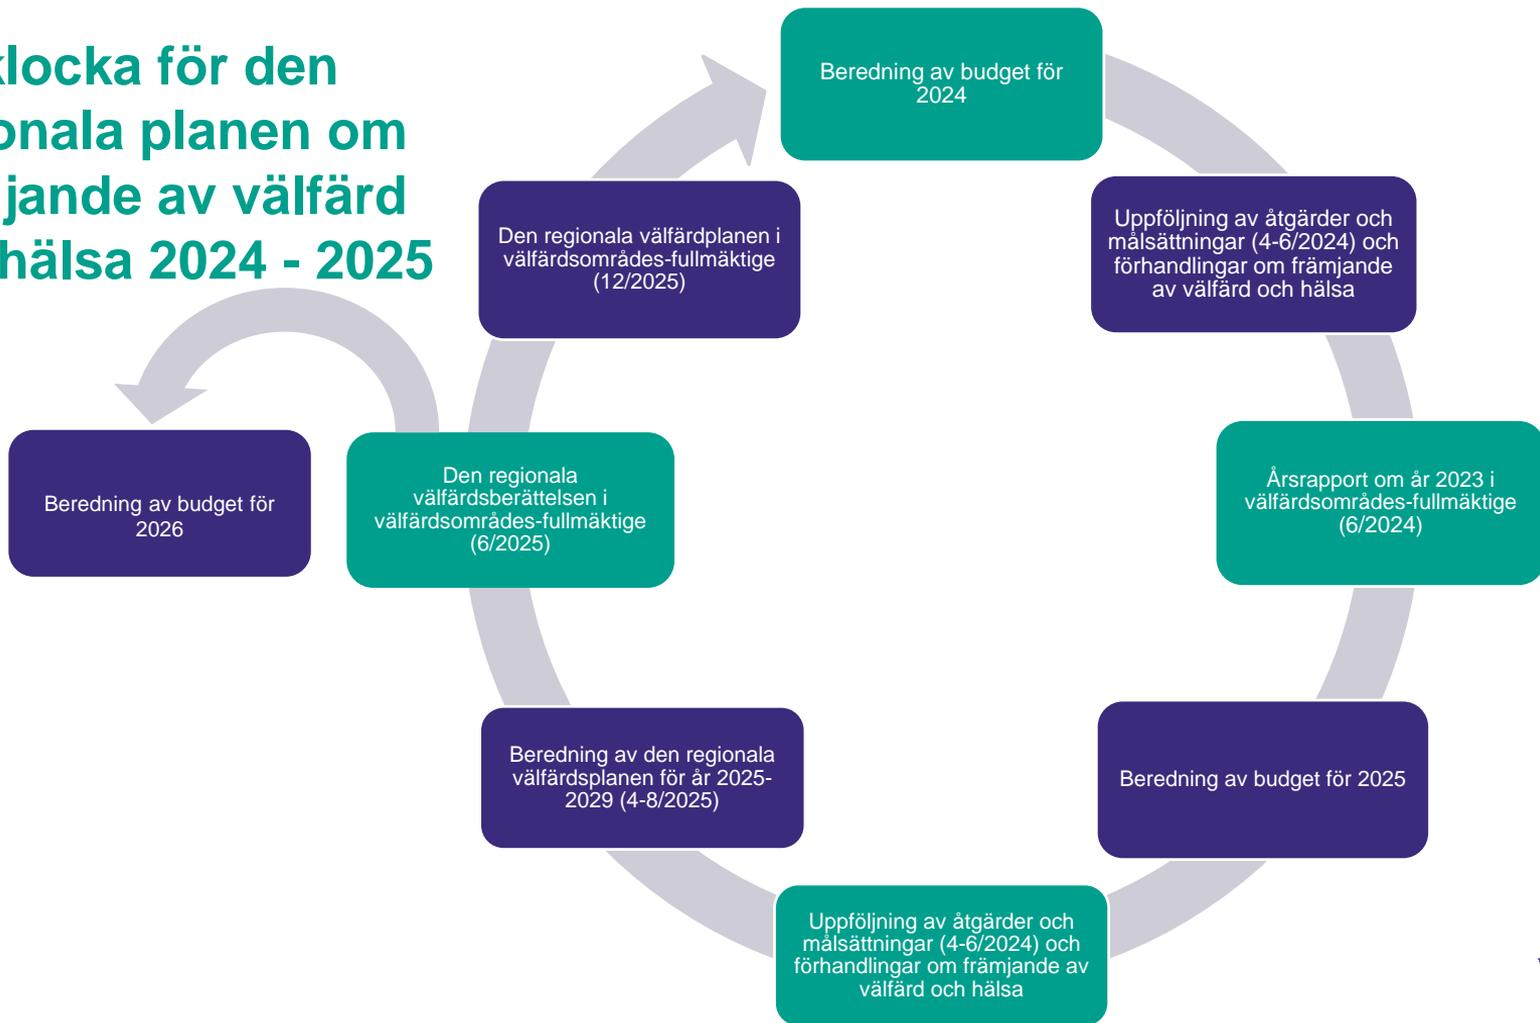 klocka för den
onala planen om
jande av välfärd
hälsa 2024 - 2025
Beredning av budget för
2024
Uppföljning av åtgärder och
målsättningar (4-6/2024) och
förhandlingar om främjande
av välfärd och hälsa
Årsrapport om år 2023 i
välfärdsområdes-fullmäktige
(6/2024)
Beredning av budget för 2025
Uppföljning av åtgärder och
målsättningar (4-6/2024) och
förhandlingar om främjande av
välfärd och hälsa
Beredning av den regionala
välfärdsplanen för år 2025-
2029 (4-8/2025)
Den regionala
välfärdsberättelsen i
välfärdsområdes-fullmäktige
(6/2025)
Beredning av budget för
2026
Den regionala välfärdplanen i
välfärdsområdes-fullmäktige
(12/2025)